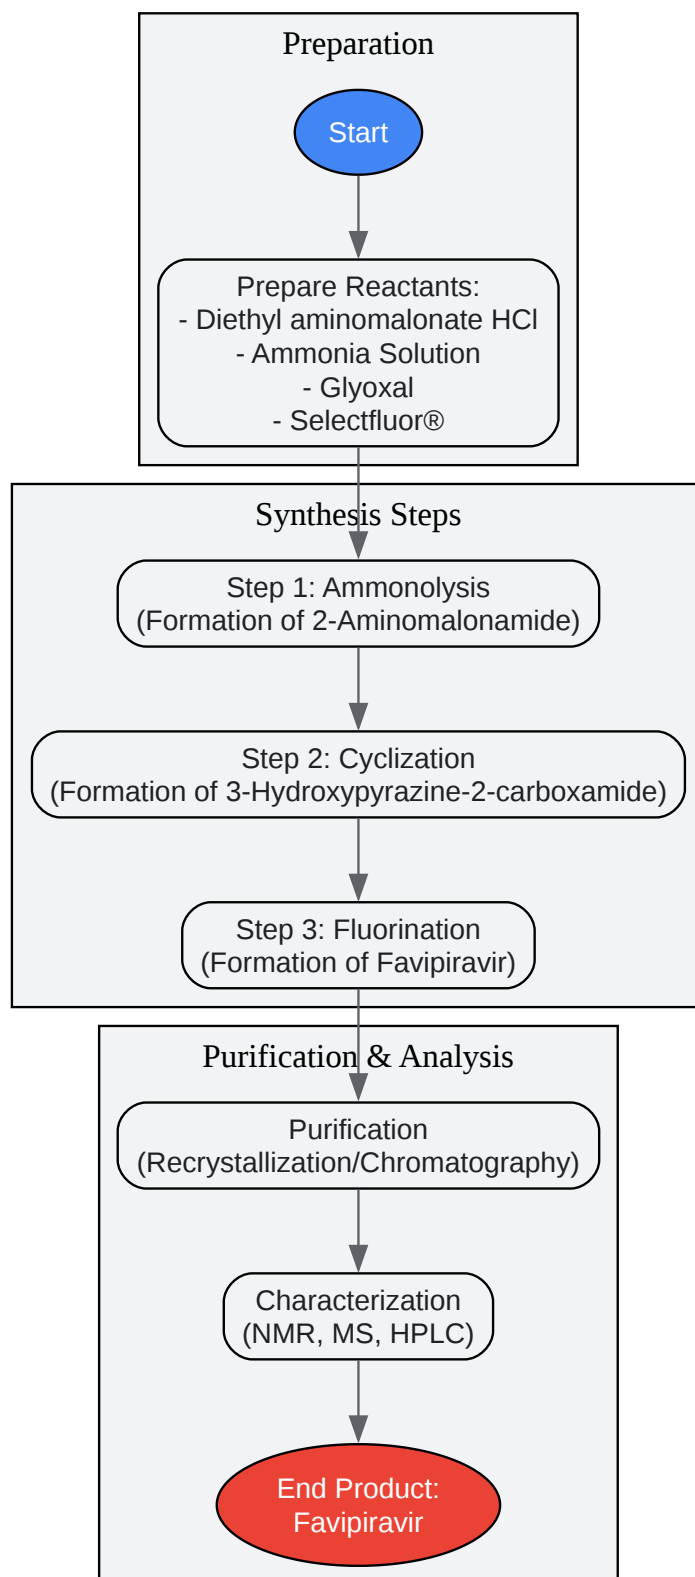 Preparation
Start
Prepare Reactants:
- Diethyl aminomalonate HCl
- Ammonia Solution
- Glyoxal
- Selectfluor®
Synthesis Steps
Step 1: Ammonolysis
(Formation of 2-Aminomalonamide)
Step 2: Cyclization
(Formation of 3-Hydroxypyrazine-2-carboxamide)
Step 3: Fluorination
(Formation of Favipiravir)
Purification & Analysis
Purification
(Recrystallization/Chromatography)
Characterization
(NMR, MS, HPLC)
End Product:
Favipiravir